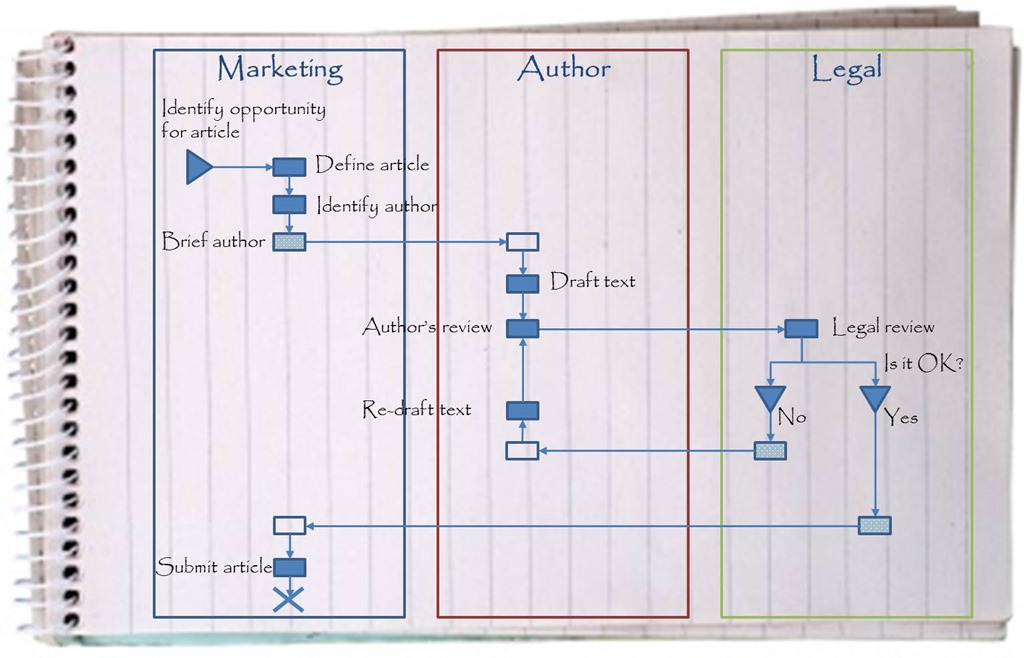 Marketing
Author
Legal
Identify opportunity
for article
Define article
Identify author
Brief author
Draft text
Author's review
Legal review
Is it OK?
Re-draft text
No
Yes
Submit article